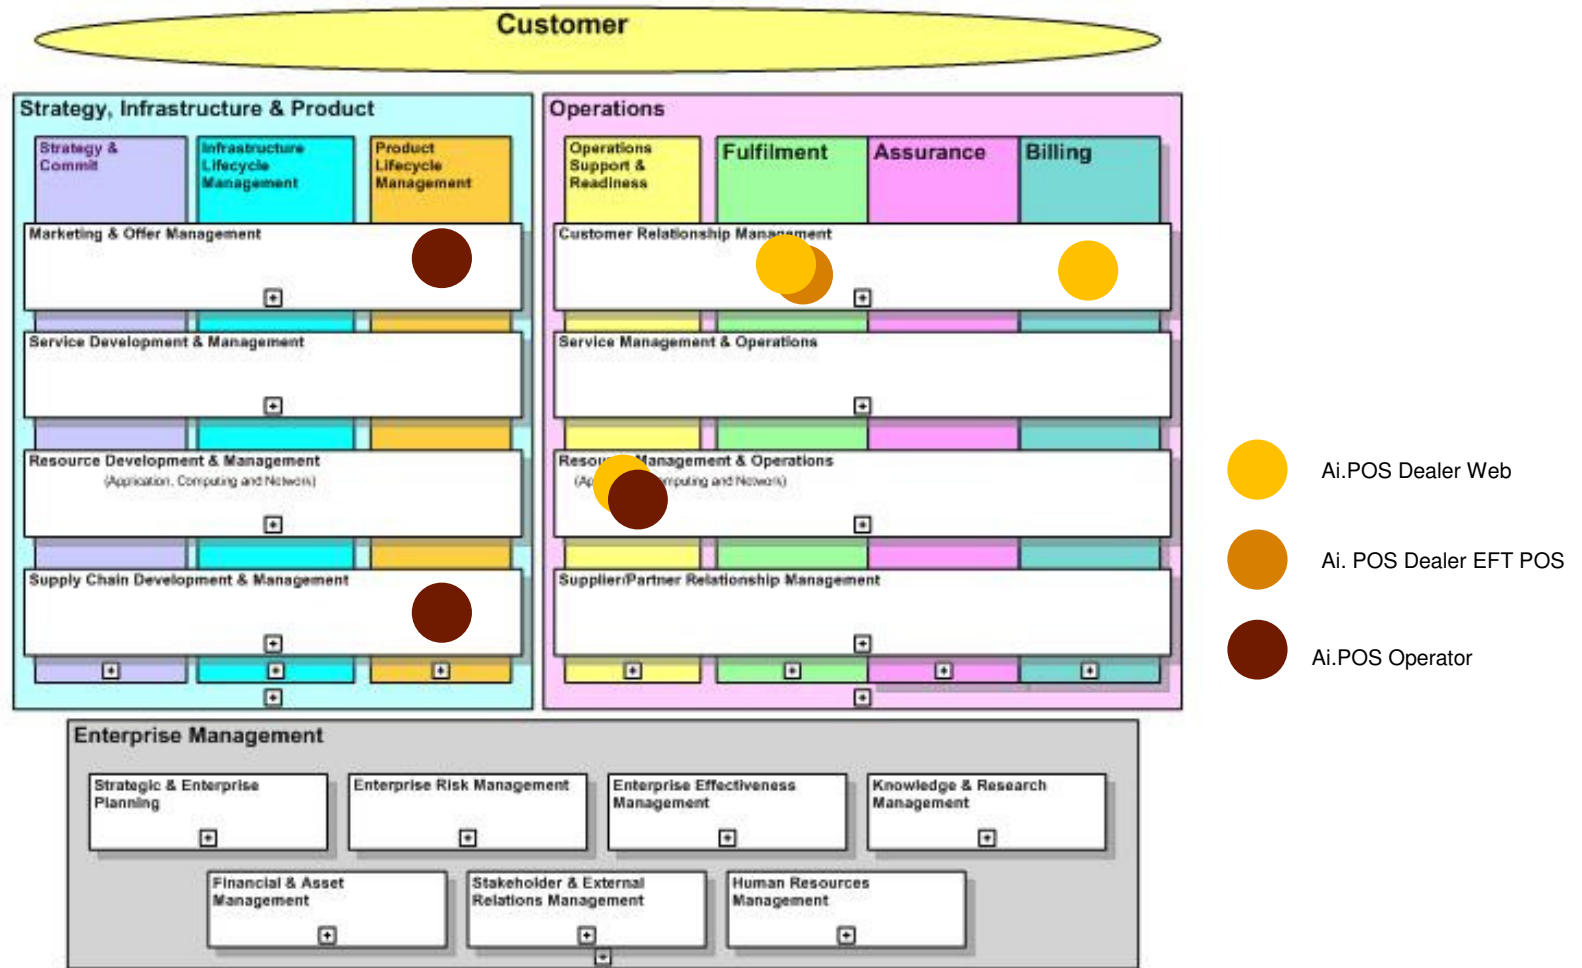 Customer
Strategy, Infrastructure & Product
Strategy &
Commit
Infrastructure
Lifecycle
Management
Product
Lifecycle
Management
Marketing & Offer Management
Service Development & Management
Resource Development & Management
(Application, Computing and Network)
Supply Chain Development & Management
Operations
Operations
Support &
Readiness
Fulfilment
Assurance
Billing
Customer Relationship Management
Service Management & Operations
Management & Operations
and Network)
Supplier/Partner Relationship Management
Ai.POS Dealer Web
Ai. POS Dealer EFT POS
Ai.POS Operator
Enterprise Management
Strategic & Enterprise
Planning
Enterprise Risk Management
Enterprise Effectiveness
Management
Knowledge & Research
Management
Financial & Asset
Management
Stakeholder & External
Relations Management
Human Resources
Management